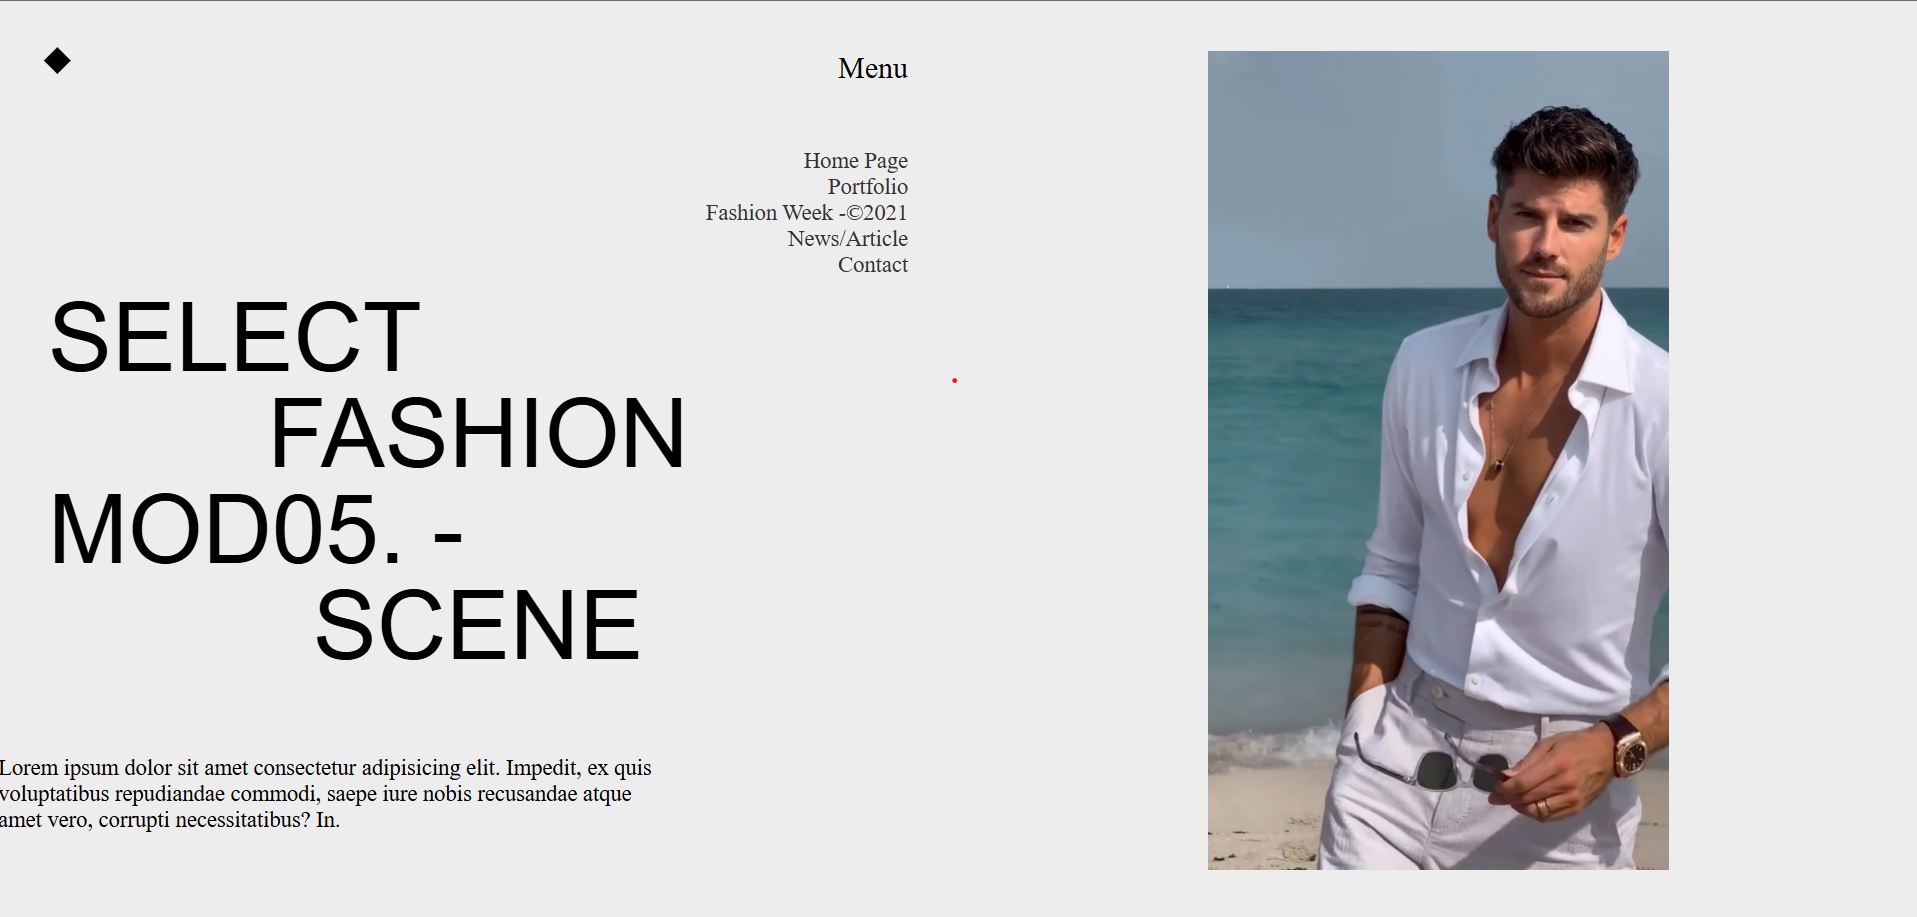 Menu
Home Page
Portfolio
Fashion Week -©2021
News/Article
Contact
SELECT
FASHION
MOD05. -
SCENE
Lorem ipsum dolor sit amet consectetur adipisicing elit. Impedit, ex quis
voluptatibus repudiandae commodi, saepe iure nobis recusandae atque
amet vero, corrupti necessitatibus? In.